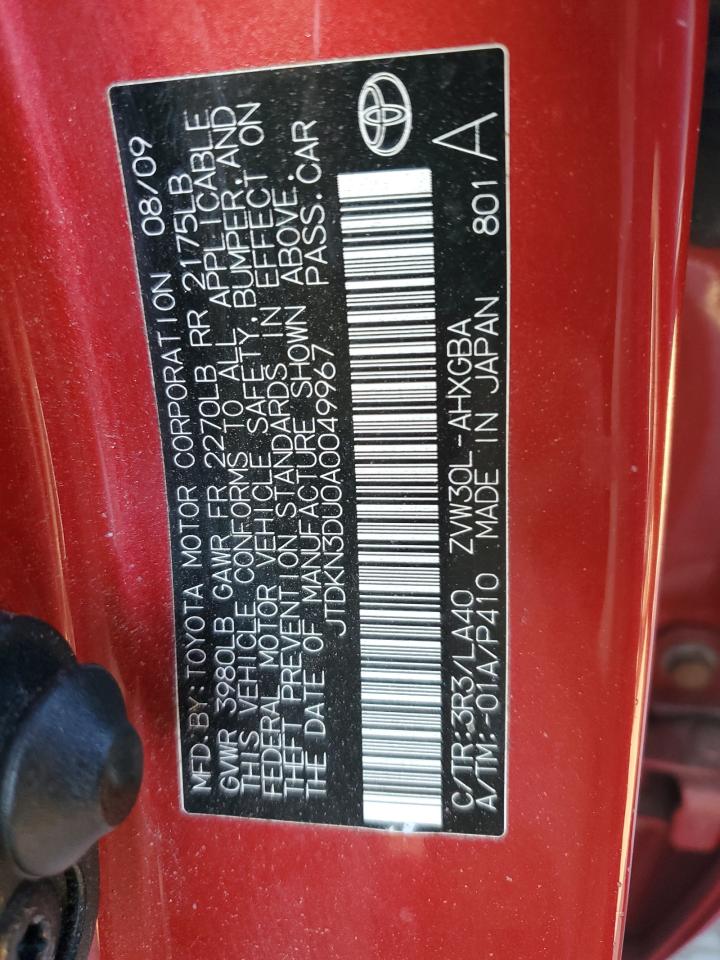 MFD. BY: TOYOTA MOTOR CORPORATION 08/09
GVWR 3980LB GAWR FR 2270LB RR 2175LB
THIS VEHICLE CONFORMS TO ALL APPLICABLE
FEDERAL MOTOR VEHICLE SAFETY, BUMPER, AND
THEFT PREVENTION STANDARDS IN EFFECT ON
THE DATE OF MANUFACTURE SHOWN ABOVE.
JTDKN3DU0A0049967 PASS. CAR
C/TR: 3R3/LA40 ZVW30L-AHXGBA
A/TM: -01A/P410 MADE IN JAPAN 801 A